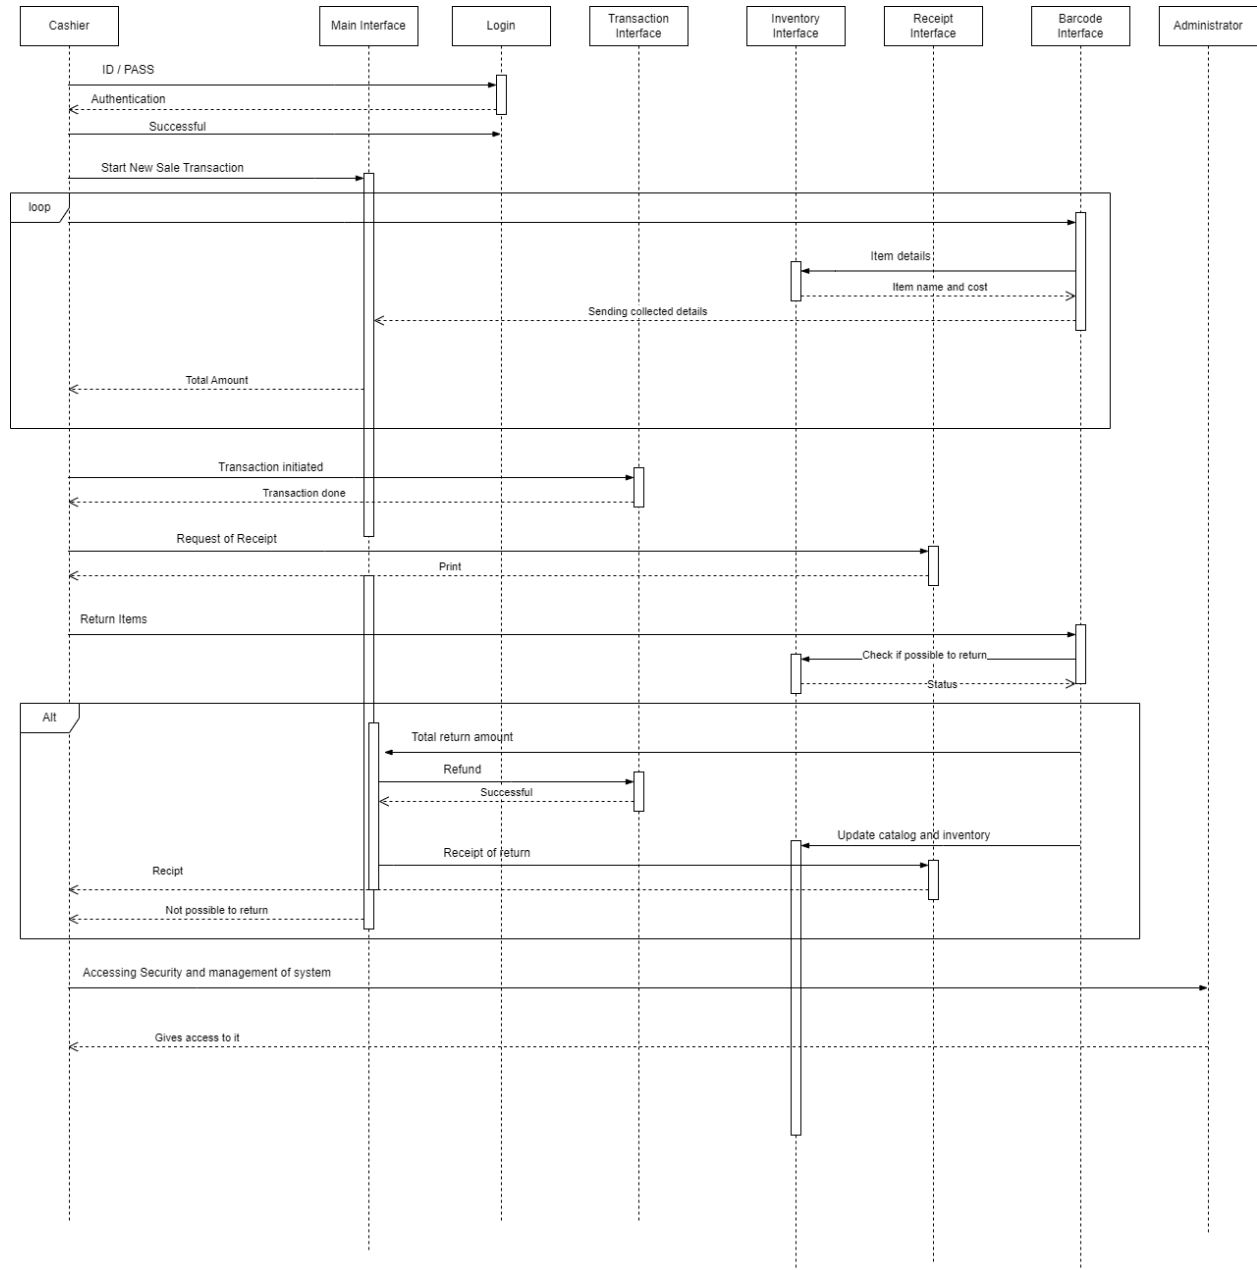 Cashier
Main Interface
Login
Transaction
Interface
Inventory
Interface
Receipt
Interface
Barcode
Interface
Administrator
ID / PASS
Authentication
Successful
Start New Sale Transaction
loop
Item details
Item name and cost
Sending collected details
Total Amount
Transaction initiated
Transaction done
Request of Receipt
Print
Return Items
Check if possible to return
Status
Alt
Total return amount
Refund
Successful
Update catalog and inventory
Receipt of return
Recipt
Not possible to return
Accessing Security and management of system
Gives access to it